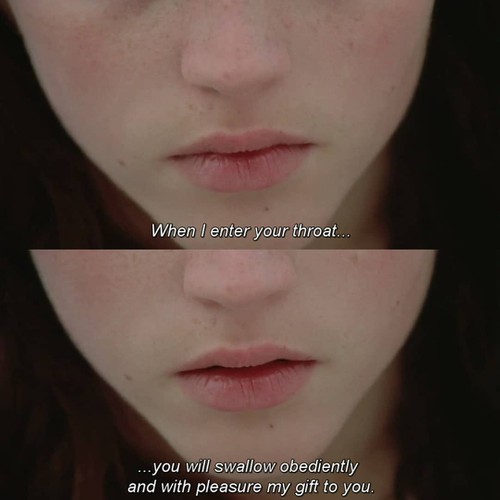 When I enter your throat...
...you will swallow obediently
and with pleasure my gift to you.